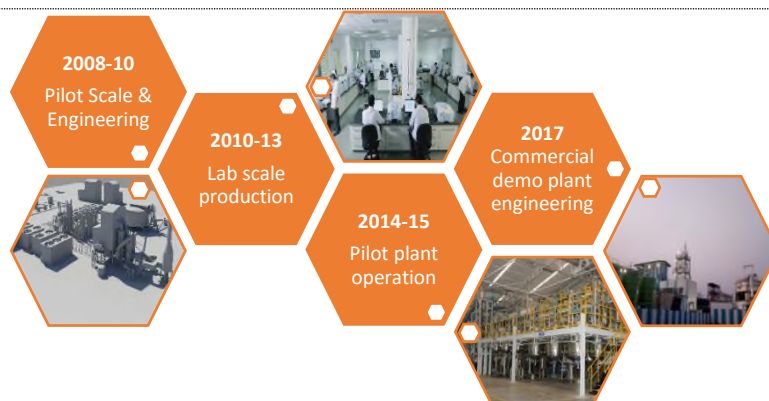 2008-10
Pilot Scale &
Engineering
2010-13
Lab scale
production
2014-15
Pilot plant
operation
2017
Commercial
demo plant
engineering